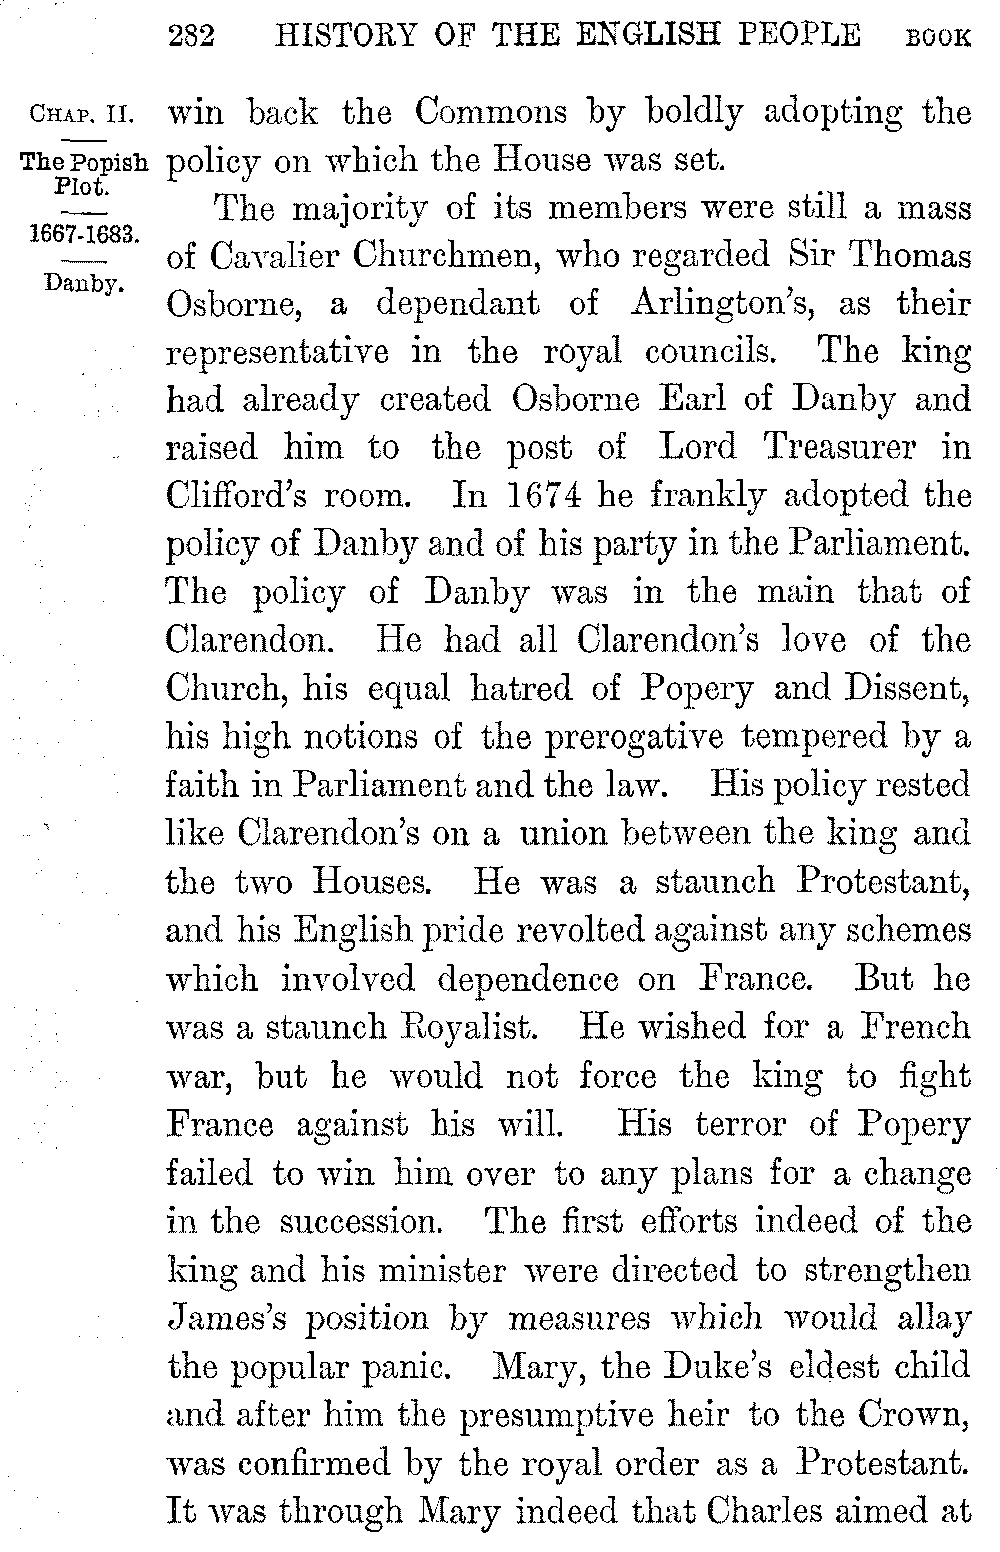 282 HISTORY OF THE ENGLISH PEOPLE BOOK
CHAP. II.
The Popish
Plot.
1667-1683.
Danby.
win back the Commons by boldly adopting the
policy on which the House was set.
The majority of its members were still a mass
of Cavalier Churchmen, who regarded Sir Thomas
Osborne, a dependant of Arlington's, as their
representative in the royal councils. The king
had already created Osborne Earl of Danby and
raised him to the post of Lord Treasurer in
Clifford's room. In 1674 he frankly adopted the
policy of Danby and of his party in the Parliament.
The policy of Danby was in the main that of
Clarendon. He had all Clarendon's love of the
Church, his equal hatred of Popery and Dissent,
his high notions of the prerogative tempered by a
faith in Parliament and the law. His policy rested
like Clarendon's on a union between the king and
the two Houses. He was a staunch Protestant,
and his English pride revolted against any schemes
which involved dependence on France. But he
was a staunch Royalist. He wished for a French
war, but he would not force the king to fight
France against his will. His terror of Popery
failed to win him over to any plans for a change
in the succession. The first efforts indeed of the
king and his minister were directed to strengthen
James's position by measures which would allay
the popular panic. Mary, the Duke's eldest child
and after him the presumptive heir to the Crown,
was confirmed by the royal order as a Protestant.
It was through Mary indeed that Charles aimed at